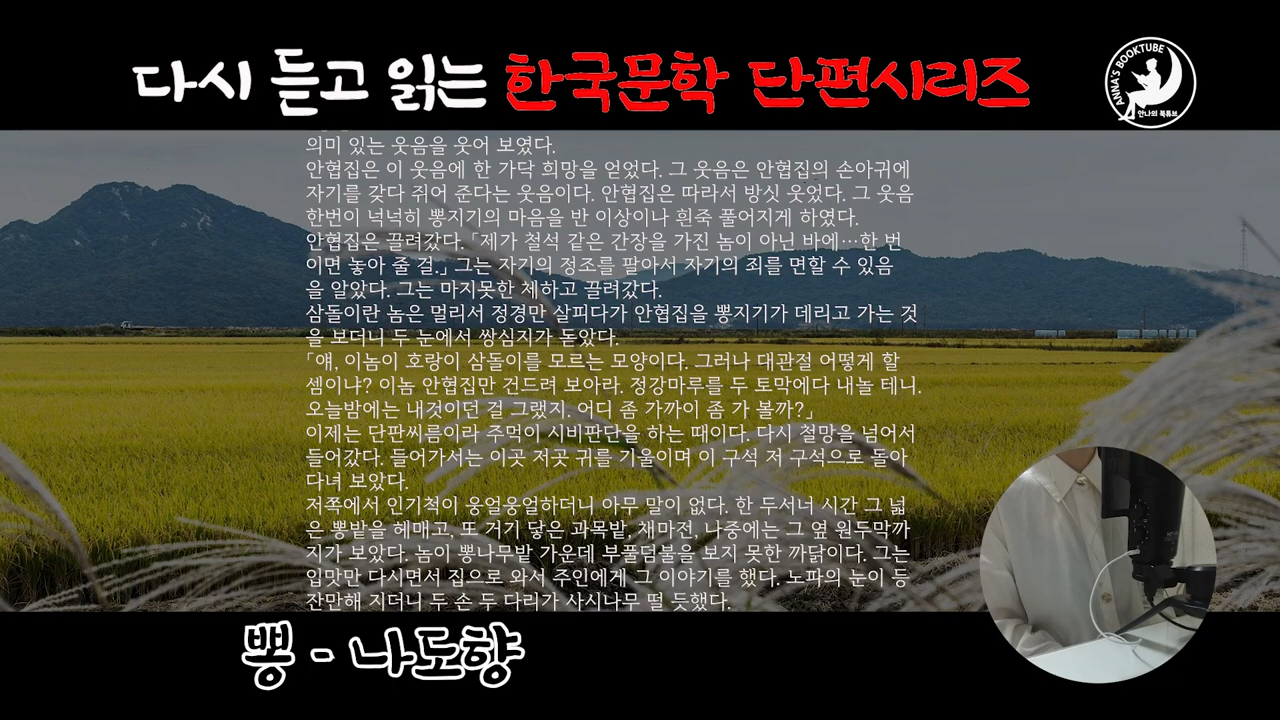 다시 듣고 읽는 한국문학 단편시리즈
ANNA'S BOOKTUBE
안나의 북튜브
의미 있는 웃음을 웃어 보였다.
안협집은 이 웃음에 한 가닥 희망을 얻었다. 그 웃음은 안협집의 손아귀에
자기를 갖다 쥐어 준다는 웃음이다. 안협집은 따라서 방싯 웃었다. 그 웃음
한번이 넉넉히 뽕지기의 마음을 반 이상이나 흰죽 풀어지게 하였다.
안협집은 끌려갔다.「제가 철석 같은 간장을 가진 놈이 아닌 바에…한 번
이면 놓아 줄 걸.」그는 자기의 정조를 팔아서 자기의 죄를 면할 수 있음
을 알았다. 그는 마지못한 체하고 끌려갔다.
삼돌이란 놈은 멀리서 정경만 살피다가 안협집을 뽕지기가 데리고 가는 것
을 보더니 두 눈에서 쌍심지가 돋았다.
「얘, 이놈이 호랑이 삼돌이를 모르는 모양이다. 그러나 대관절 어떻게 할
셈이냐? 이놈 안협집만 건드려 보아라. 정강마루를 두 토막에다 내놀 테니.
오늘밤에는 내것이던 걸 그랬지. 어디 좀 가까이 좀 가 볼까?」
이제는 단판씨름이라 주먹이 시비판단을 하는 때이다. 다시 철망을 넘어서
들어갔다. 들어가서는 이곳 저곳 귀를 기울이며 이 구석 저 구석으로 돌아
다녀 보았다.
저쪽에서 인기척이 웅얼웅얼하더니 아무 말이 없다. 한 두서너 시간 그 넓
은 뽕밭을 헤매고, 또 거기 닿은 과목밭, 채마전, 나중에는 그 옆 원두막까
지가 보았다. 놈이 뽕나무밭 가운데 부풀덤불을 보지 못한 까닭이다. 그는
입맛만 다시면서 집으로 와서 주인에게 그 이야기를 했다. 노파의 눈이 등
잔만해 지더니 두 손 두 다리가 사시나무 떨 듯했다.
뽕 - 나도향